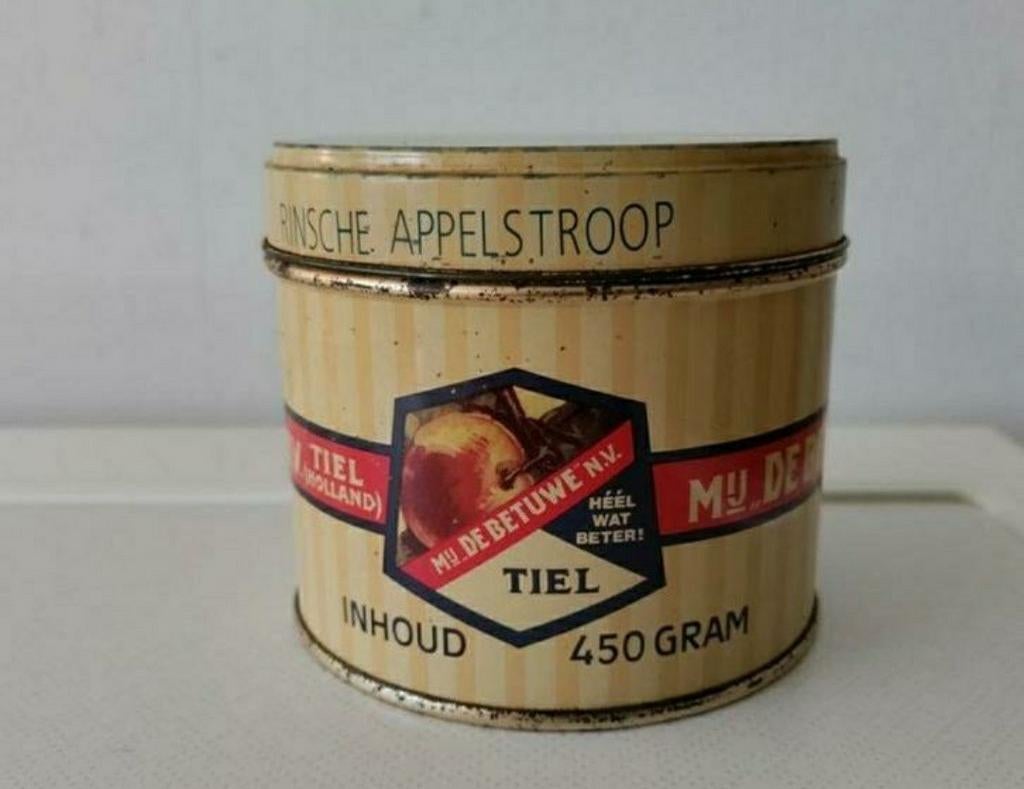 RINSCHE APPELSTROOP
TIEL
(HOLLAND)
MIJ. "DE BETUWE" N.V.
HÉÉL
WAT
BETER!
TIEL
MIJ. "DE
INHOUD 450 GRAM